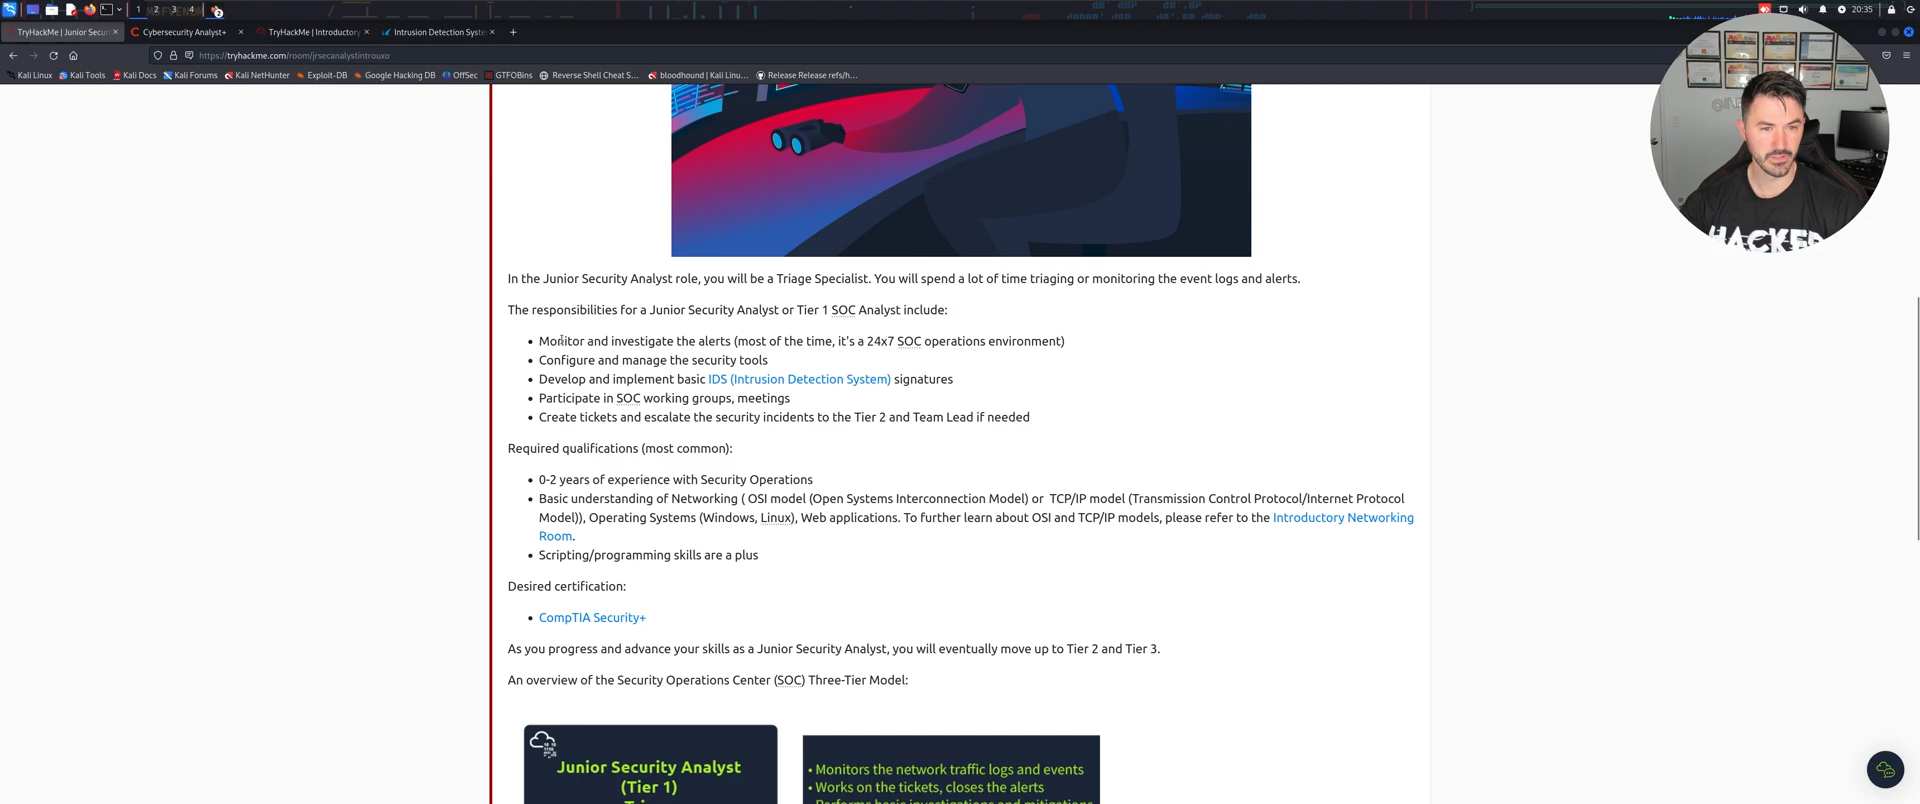 1 2 3 4
20:35
TryHackMe | Junior Secur
Cybersecurity Analyst+
TryHackMe | Introductory
Intrusion Detection Syste
https://tryhackme.com/room/jrsecanalystintrouxo
Kali Linux Kali Tools Kali Docs Kali Forums Kali NetHunter Exploit-DB Google Hacking DB OffSec GTFOBins Reverse Shell Cheat S... bloodhound | Kali Linu... Release Release refs/h...
HACKER
In the Junior Security Analyst role, you will be a Triage Specialist. You will spend a lot of time triaging or monitoring the event logs and alerts.
The responsibilities for a Junior Security Analyst or Tier 1 SOC Analyst include:
• Monitor and investigate the alerts (most of the time, it's a 24x7 SOC operations environment)
• Configure and manage the security tools
• Develop and implement basic IDS (Intrusion Detection System) signatures
• Participate in SOC working groups, meetings
• Create tickets and escalate the security incidents to the Tier 2 and Team Lead if needed
Required qualifications (most common):
• 0-2 years of experience with Security Operations
• Basic understanding of Networking ( OSI model (Open Systems Interconnection Model) or TCP/IP model (Transmission Control Protocol/Internet Protocol
Model)), Operating Systems (Windows, Linux), Web applications. To further learn about OSI and TCP/IP models, please refer to the Introductory Networking
Room.
• Scripting/programming skills are a plus
Desired certification:
• CompTIA Security+
As you progress and advance your skills as a Junior Security Analyst, you will eventually move up to Tier 2 and Tier 3.
An overview of the Security Operations Center (SOC) Three-Tier Model:
Junior Security Analyst
(Tier 1)
• Monitors the network traffic logs and events
• Works on the tickets, closes the alerts
• Performs basic investigations and mitigations